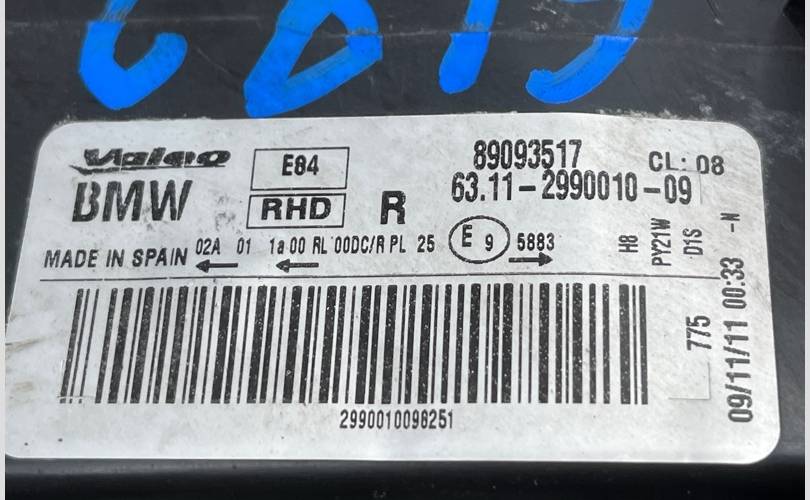 Valeo
E84
89093517
CL: 08
BMW
RHD
R
63.11-2990010-09
MADE IN SPAIN
02A 01 1a 00 RL 00DC/R PL 25
E 9
5883
H8
PY21W
D1S
-N
775
09/11/11 00:33
2990010098251